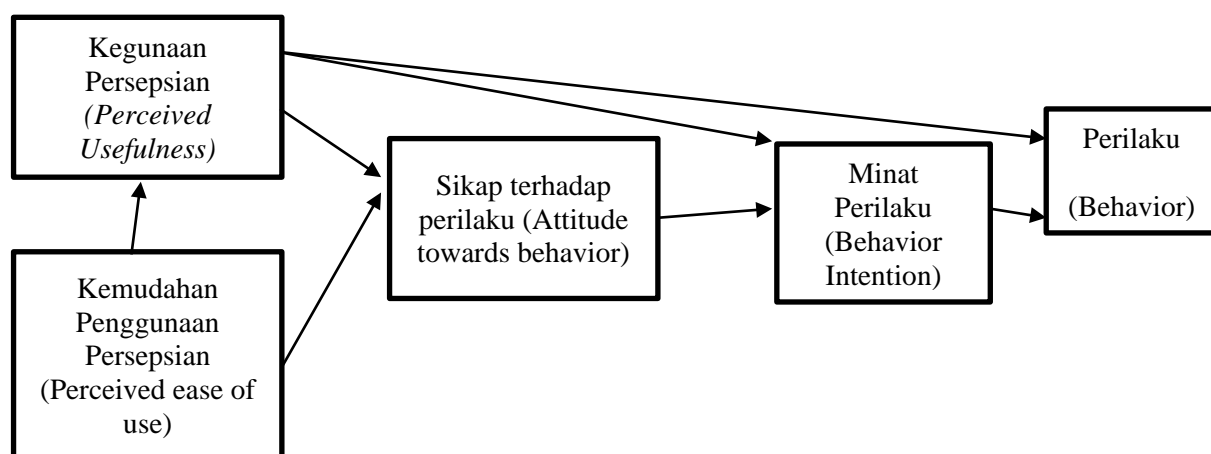 Kegunaan
Persepsian
(Perceived
Usefulness)
Kemudahan
Penggunaan
Persepsian
(Perceived ease of
use)
Sikap terhadap
perilaku (Attitude
towards behavior)
Minat
Perilaku
(Behavior
Intention)
Perilaku
(Behavior)